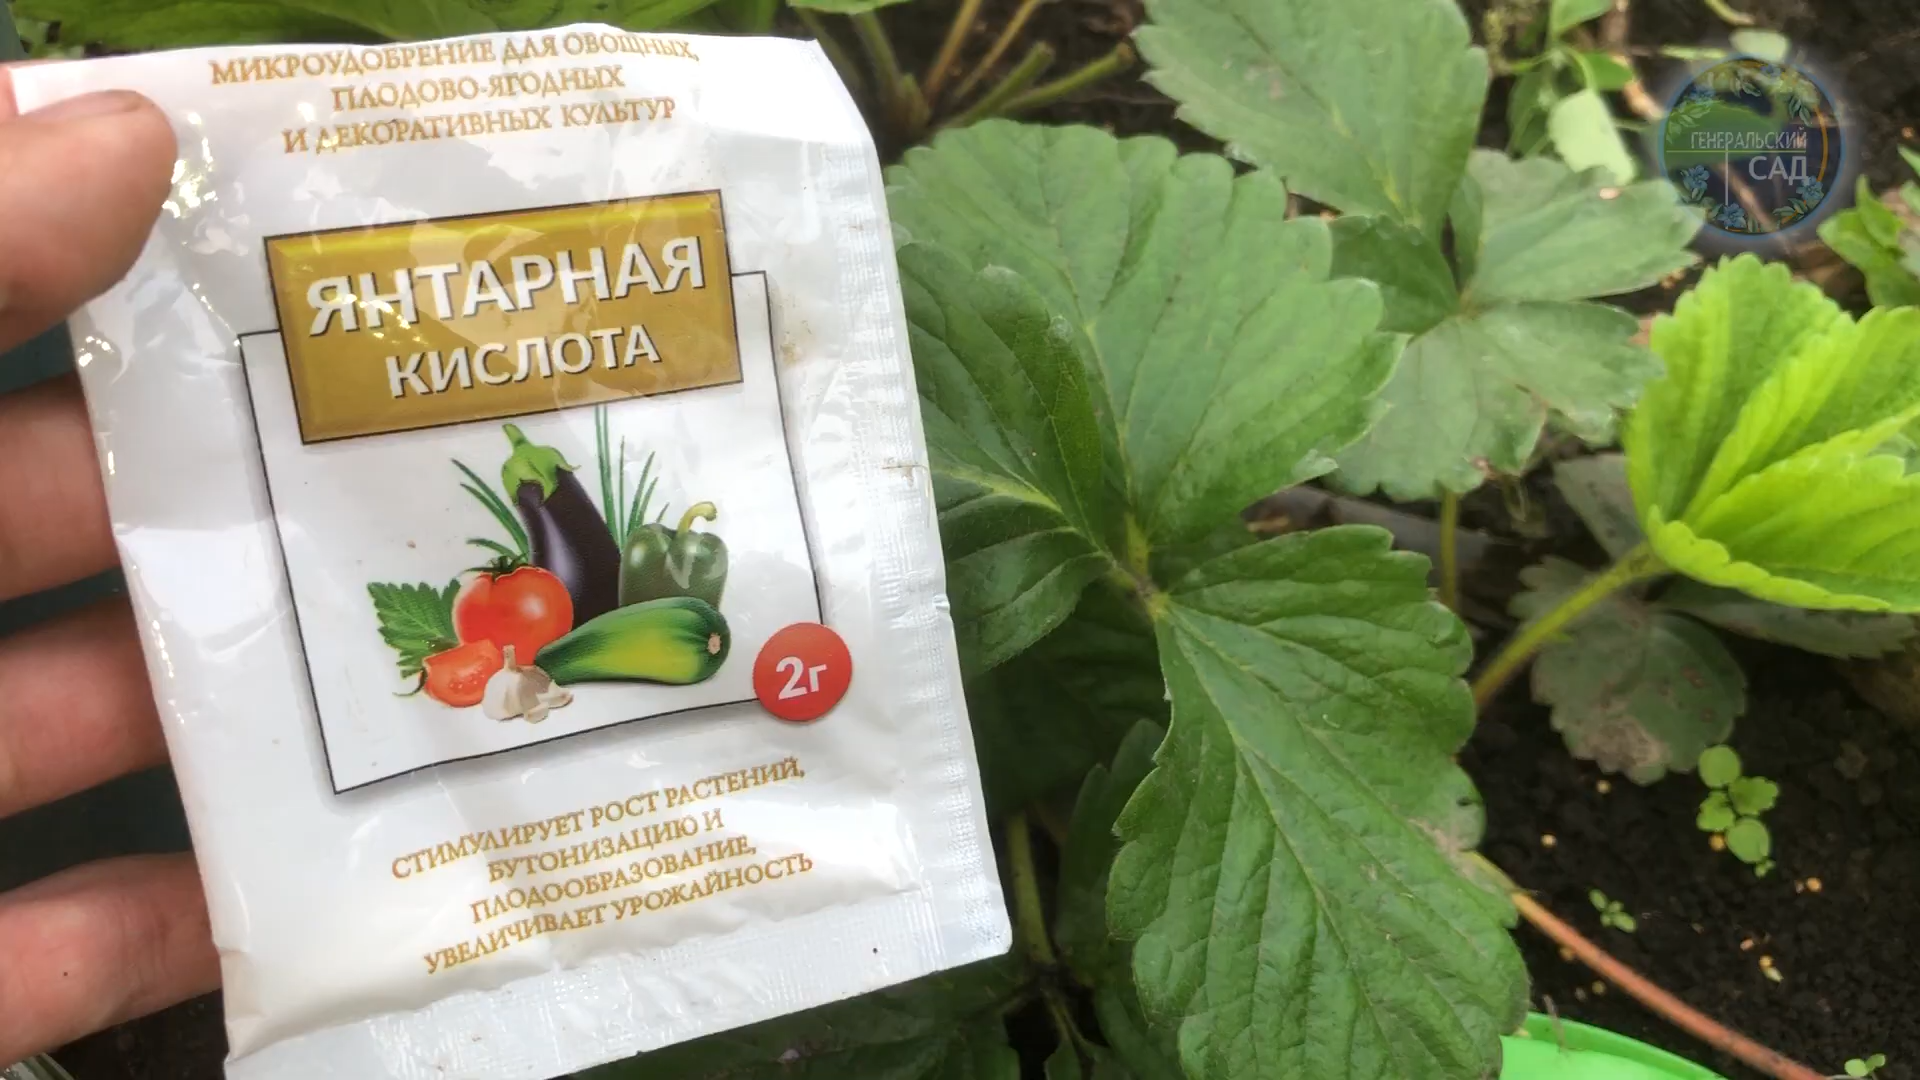 МИКРОУДОБРЕНИЕ ДЛЯ ОВОЩНЫХ,
ПЛОДОВО-ЯГОДНЫХ
И ДЕКОРАТИВНЫХ КУЛЬТУР
ЯНТАРНАЯ
КИСЛОТА
2г
СТИМУЛИРУЕТ РОСТ РАСТЕНИЙ,
БУТОНИЗАЦИЮ И
ПЛОДООБРАЗОВАНИЕ,
УВЕЛИЧИВАЕТ УРОЖАЙНОСТЬ
ГЕНЕРАЛЬСКИЙ
САД